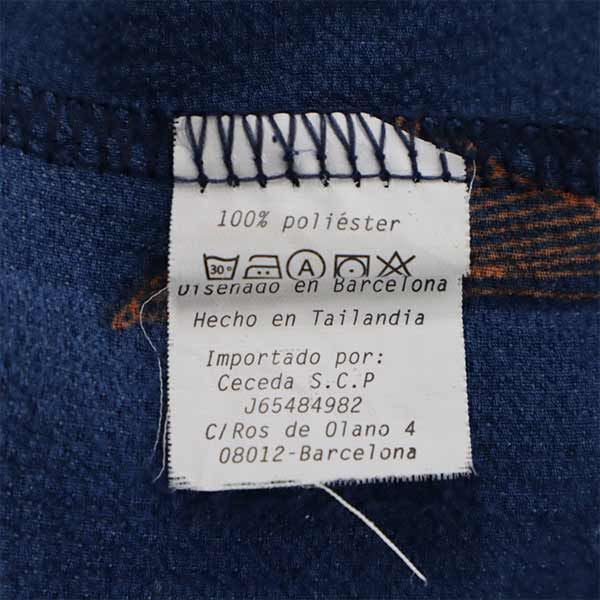 100% poliéster
30° A
Diseñado en Barcelona
Hecho en Tailandia
Importado por:
Ceceda S.C.P
J65484982
C/Ros de Olano 4
08012-Barcelona